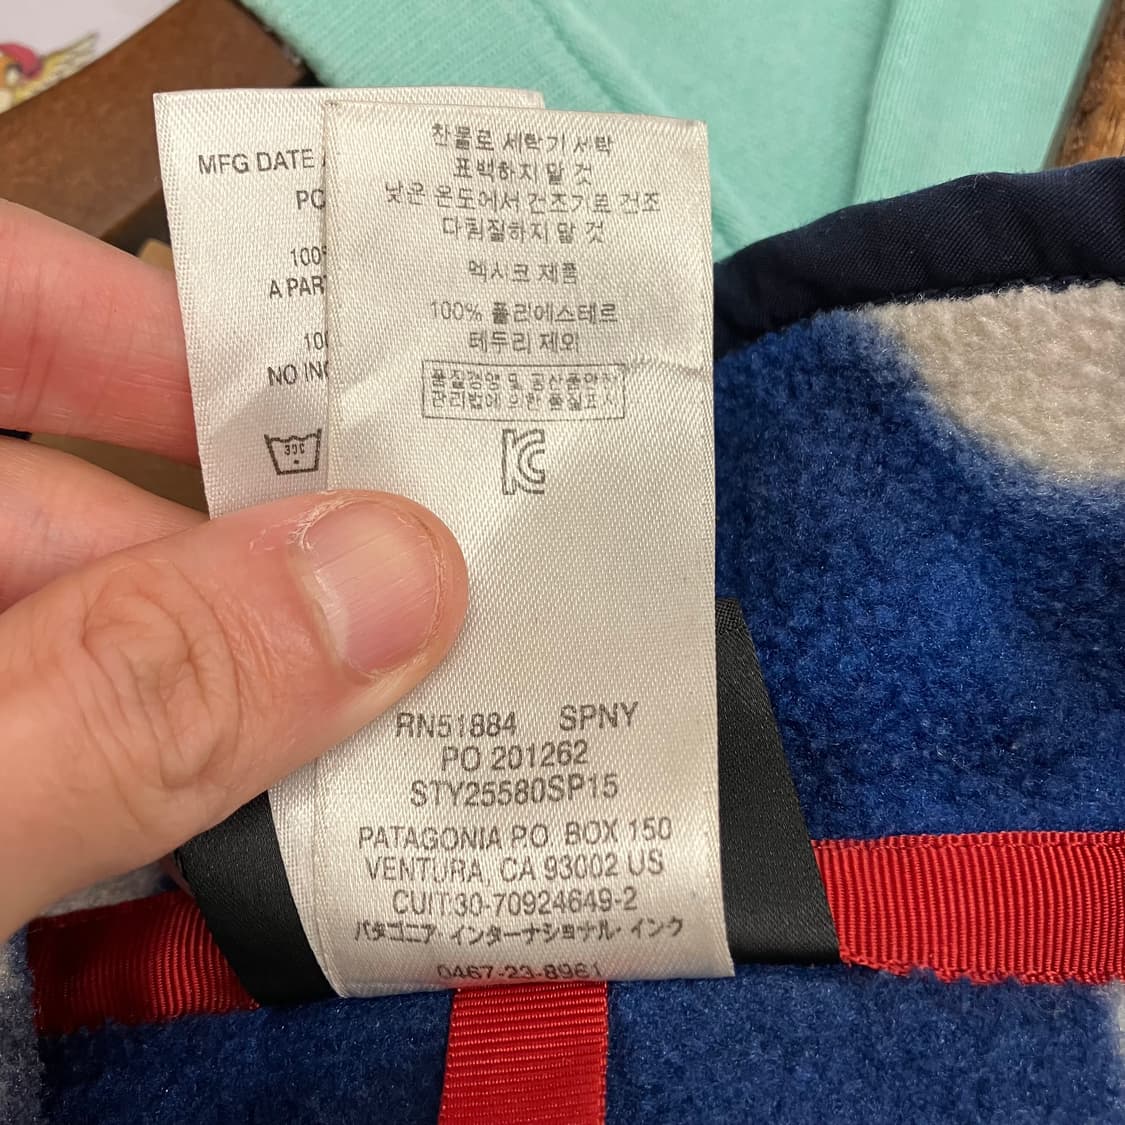 MFG DATE
PC
100%
A PAR
10
NO INC
30C
찬물로 세탁기 세탁
표백하지 말 것
낮은 온도에서 건조기로 건조
다림질하지 말 것
멕시코 제품
100% 폴리에스테르
테두리 제외
품질경영 및 공산품안전
관리법에 의한 품질표시
RN51884 SPNY
PO 201262
STY25580SP15
PATAGONIA P.O. BOX 150
VENTURA, CA 93002 US
CUIT:30-70924649-2
パタゴニア・インターナショナル・インク
0467-23-8961